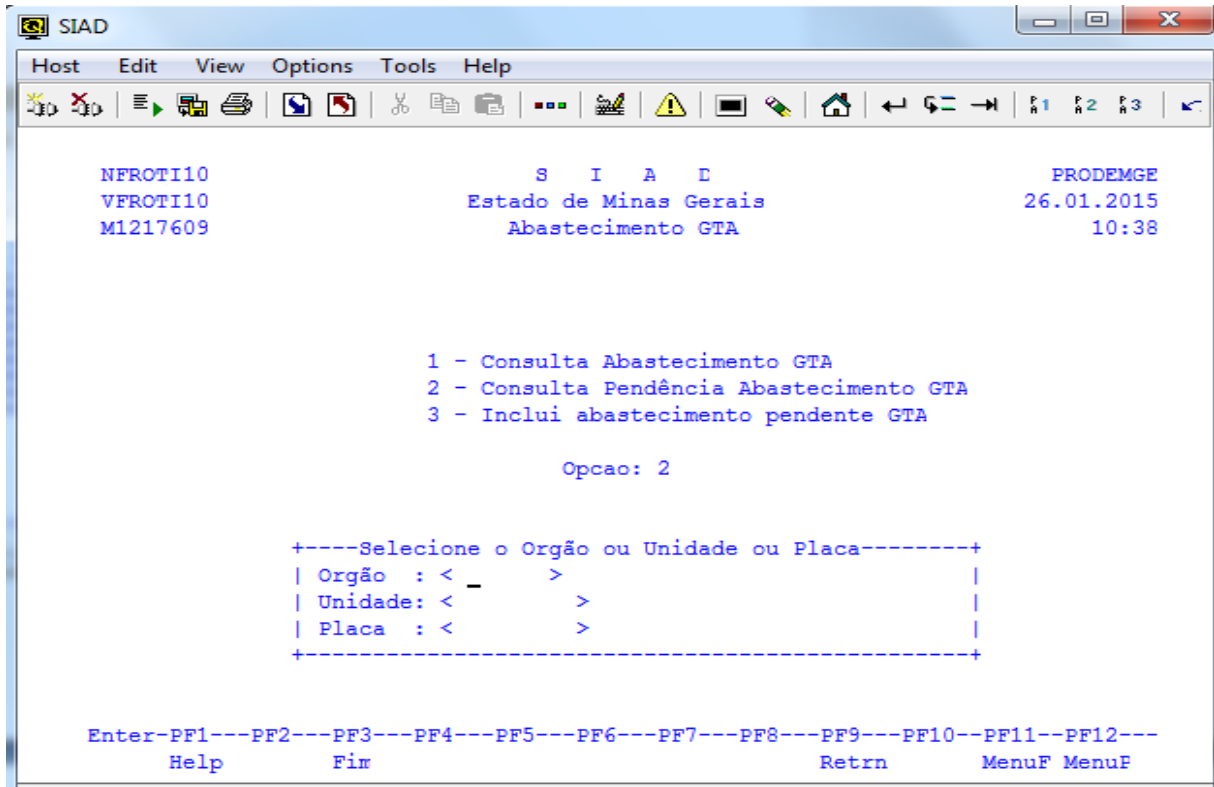 SIAD
Host Edit View Options Tools Help
NFROTI10 S I A D PRODEMGE
VFROTI10 Estado de Minas Gerais 26.01.2015
M1217609 Abastecimento GTA 10:38
1 - Consulta Abastecimento GTA
2 - Consulta Pendência Abastecimento GTA
3 - Inclui abastecimento pendente GTA
Opcao: 2
+----Selecione o Orgão ou Unidade ou Placa--------+
| Orgão : < _ > |
| Unidade: < > |
| Placa : < > |
+-------------------------------------------------+
Enter-PF1---PF2---PF3---PF4---PF5---PF6---PF7---PF8---PF9---PF10--PF11--PF12---
Help Fim Retrn MenuF MenuP